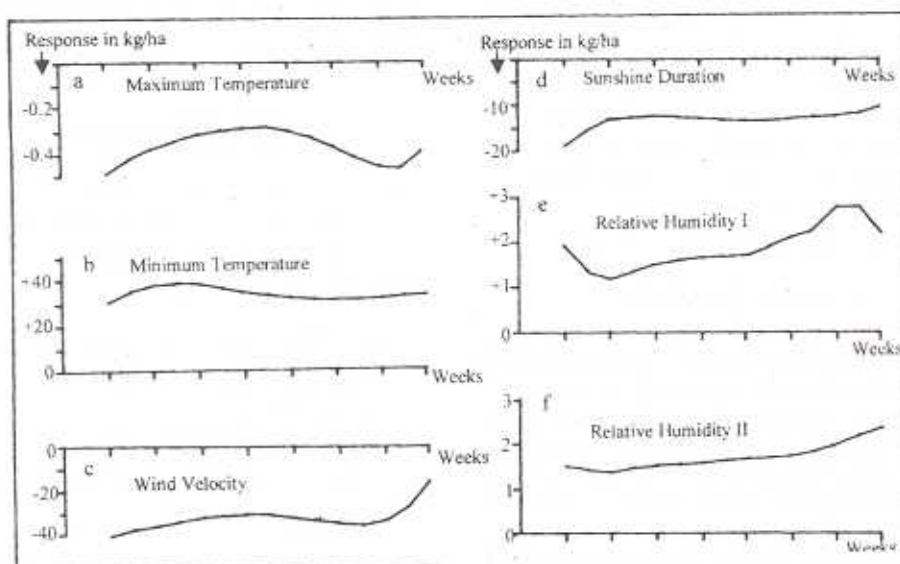 Response in kg/ha
a
Maximum Temperature
Weeks
-0.2
-0.4
b
Minimum Temperature
+40
+20
0
Weeks
0
Weeks
c
Wind Velocity
-20
-40
Response in kg/ha
d
Sunshine Duration
Weeks
-10
-20
+3
e
Relative Humidity I
+2
+1
0
Weeks
3
f
Relative Humidity II
2
1
0
Weeks